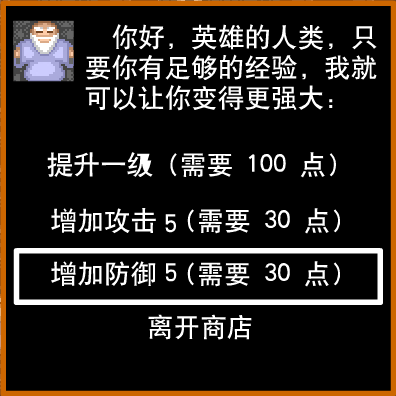 你好，英雄的人类，只
要你有足够的经验，我就
可以让你变得更强大：
提升一级（需要 100 点）
增加攻击 5（需要 30 点）
增加防御 5（需要 30 点）
离开商店